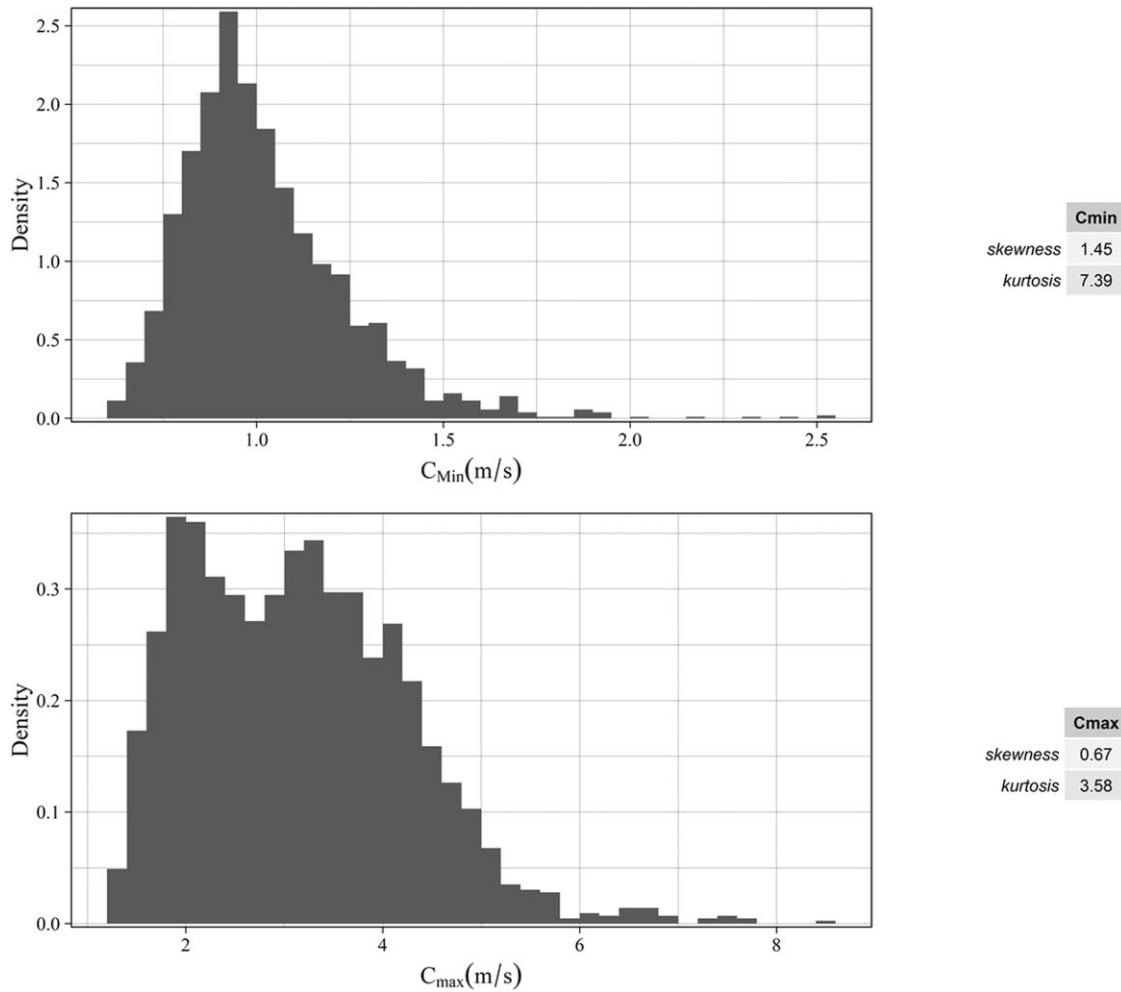 2.5
2.0
1.5
1.0
0.5
0.0
Density
1.0 1.5 2.0 2.5
CMin(m/s)
Cmin
skewness 1.45
kurtosis 7.39
0.3
0.2
0.1
0.0
Density
2 4 6 8
Cmax(m/s)
Cmax
skewness 0.67
kurtosis 3.58